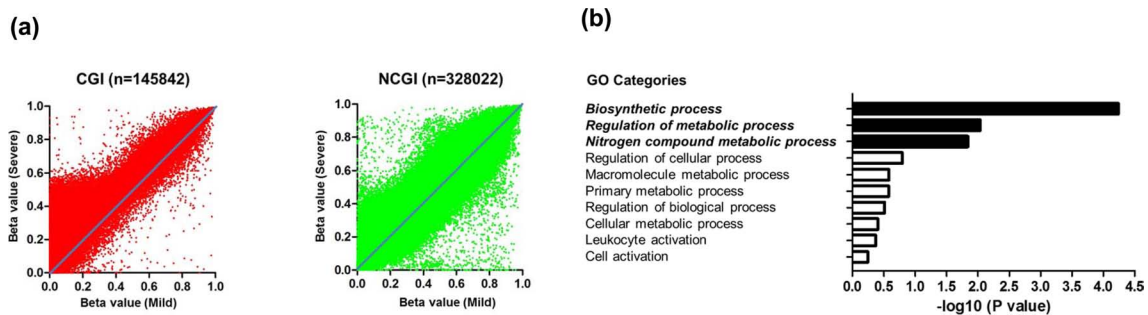 (a)
CGI (n=145842)
Beta value (Severe)
1.0
0.8
0.6
0.4
0.2
0.0
0.0 0.2 0.4 0.6 0.8 1.0
Beta value (Mild)
NCGI (n=328022)
Beta value (Severe)
1.0
0.8
0.6
0.4
0.2
0.0
0.0 0.2 0.4 0.6 0.8 1.0
Beta value (Mild)
(b)
GO Categories
Biosynthetic process
Regulation of metabolic process
Nitrogen compound metabolic process
Regulation of cellular process
Macromolecule metabolic process
Primary metabolic process
Regulation of biological process
Cellular metabolic process
Leukocyte activation
Cell activation
0.0 0.5 1.0 1.5 2.0 2.5 3.0 3.5 4.0 4.5
-log10 (P value)